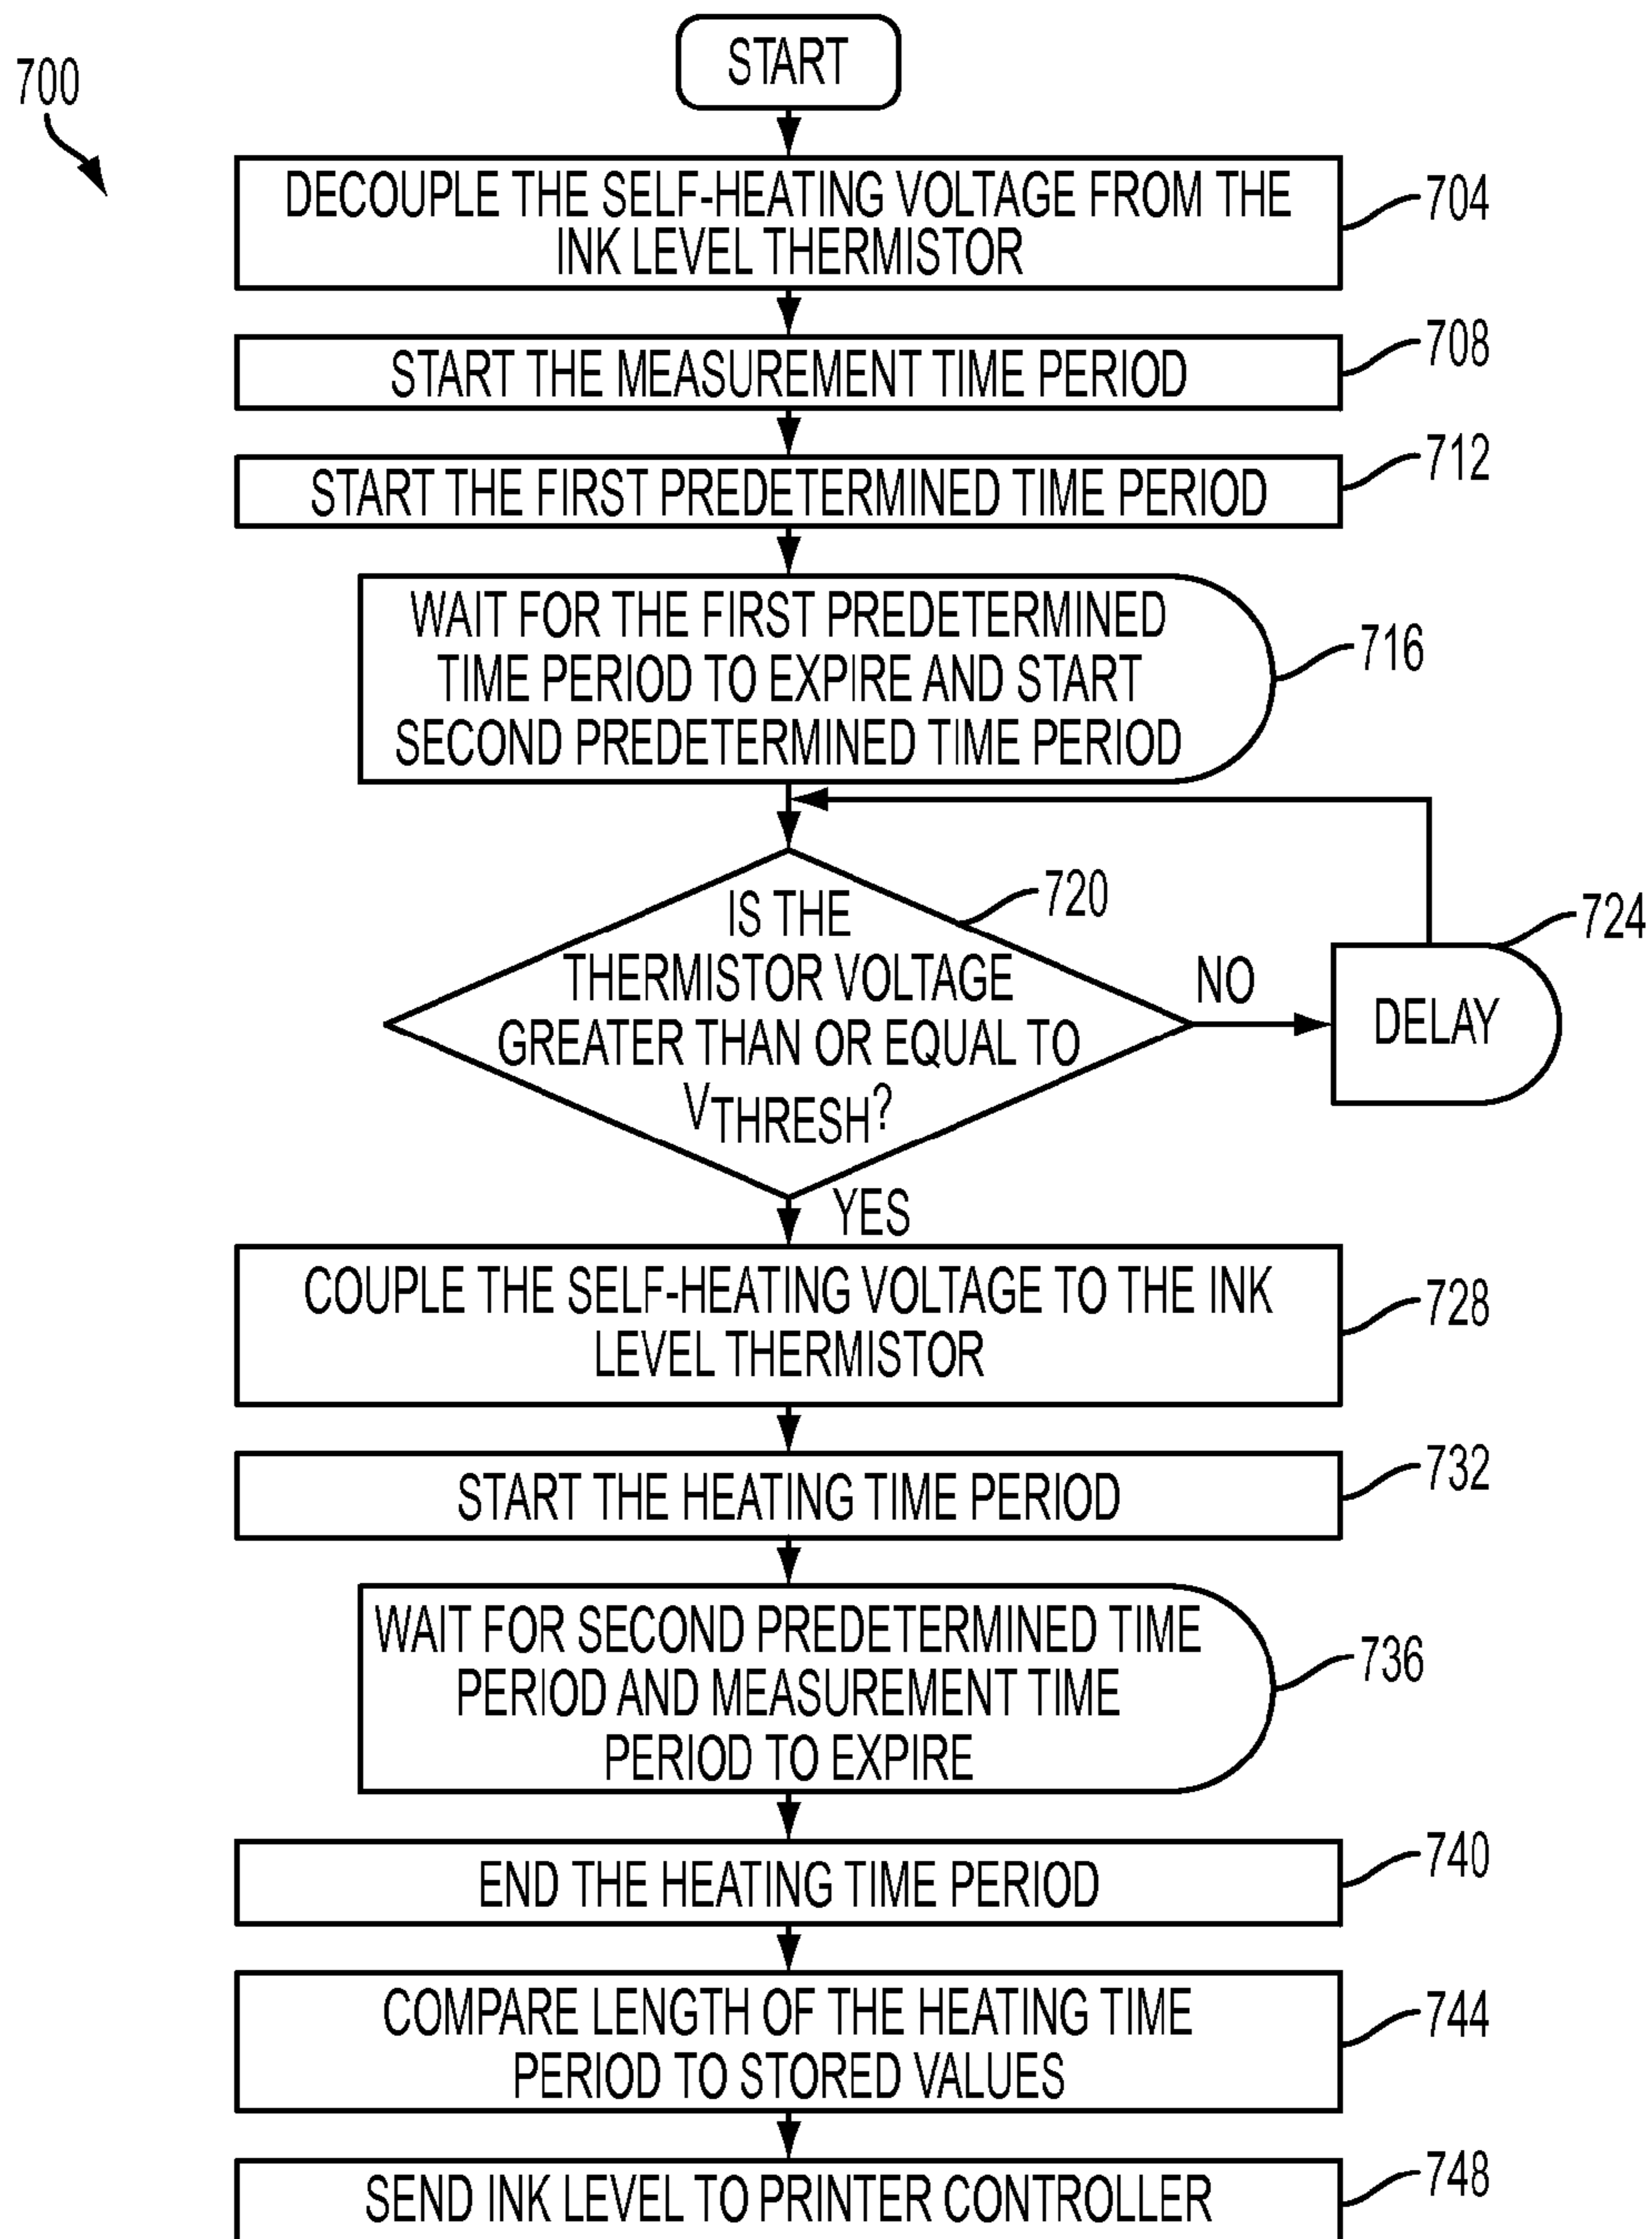 700
START
DECOUPLE THE SELF-HEATING VOLTAGE FROM THE
INK LEVEL THERMISTOR
704
START THE MEASUREMENT TIME PERIOD
708
START THE FIRST PREDETERMINED TIME PERIOD
712
WAIT FOR THE FIRST PREDETERMINED
TIME PERIOD TO EXPIRE AND START
SECOND PREDETERMINED TIME PERIOD
716
IS THE
THERMISTOR VOLTAGE
GREATER THAN OR EQUAL TO
VTHRESH?
720
NO
DELAY
724
YES
COUPLE THE SELF-HEATING VOLTAGE TO THE INK
LEVEL THERMISTOR
728
START THE HEATING TIME PERIOD
732
WAIT FOR SECOND PREDETERMINED TIME
PERIOD AND MEASUREMENT TIME
PERIOD TO EXPIRE
736
END THE HEATING TIME PERIOD
740
COMPARE LENGTH OF THE HEATING TIME
PERIOD TO STORED VALUES
744
SEND INK LEVEL TO PRINTER CONTROLLER
748